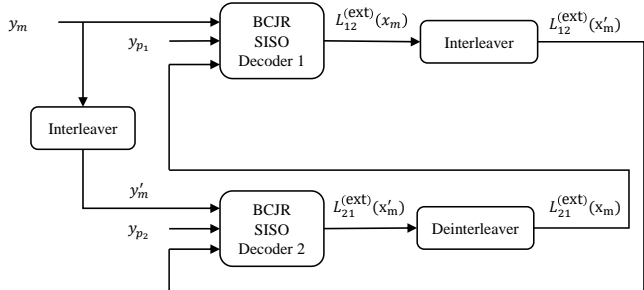 y_m
BCJR
SISO
Decoder 1
y_{p_1}
L_{12}^{(ext)}(x_m)
Interleaver
L_{12}^{(ext)}(x'_m)
Interleaver
y'_m
BCJR
SISO
Decoder 2
y_{p_2}
L_{21}^{(ext)}(x'_m)
Deinterleaver
L_{21}^{(ext)}(x_m)